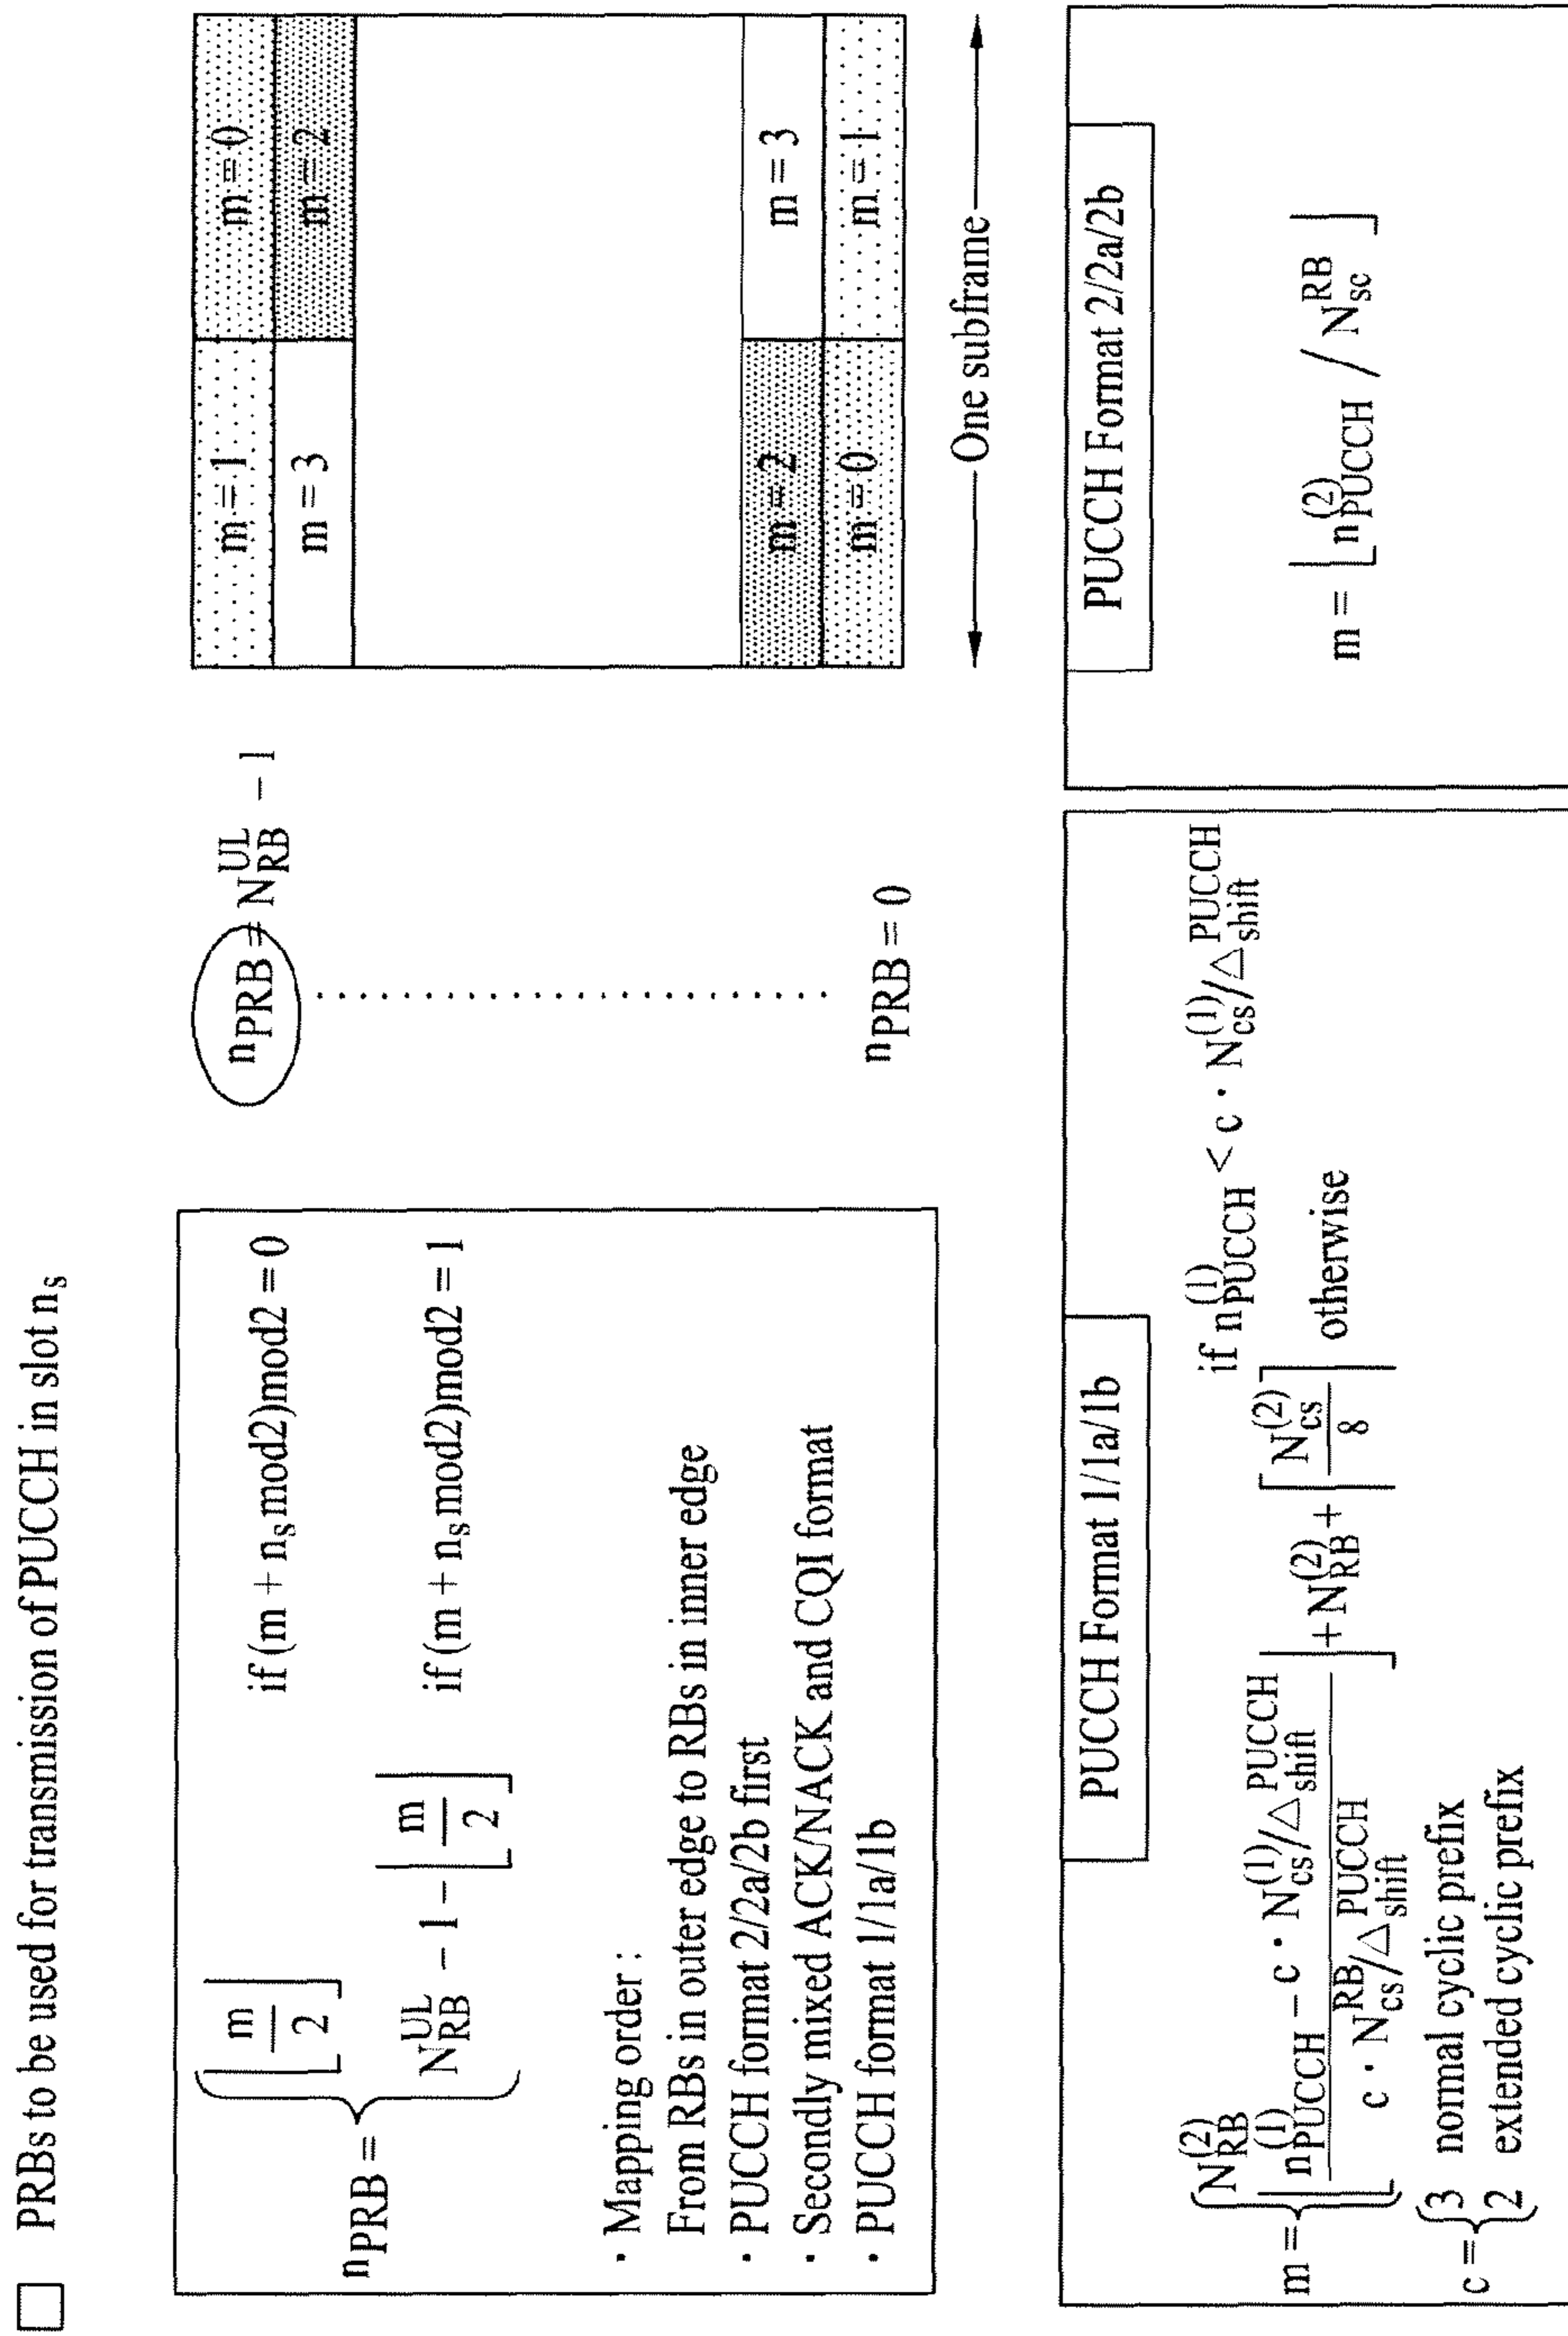 □ PRBs to be used for transmission of PUCCH in slot n_s
n_PRB = { ⌊m/2⌋ if (m + n_s mod2)mod2 = 0
N_RB^UL − 1 − ⌊m/2⌋ if (m + n_s mod2)mod2 = 1
· Mapping order :
From RBs in outer edge to RBs in inner edge
· PUCCH format 2/2a/2b first
· Secondly mixed ACK/NACK and CQI format
· PUCCH format 1/1a/1b
n_PRB = N_RB^UL − 1
n_PRB = 0
m = 1 m = 0
m = 3 m = 2
m = 2 m = 3
m = 0 m = 1
One subframe
PUCCH Format 1/1a/1b
m = { N_RB^(2) if n_PUCCH^(1) < c · N_cs^(1)/△_shift^PUCCH
⌊(n_PUCCH^(1) − c · N_cs^(1)/△_shift^PUCCH)/(c · N_cs^RB/△_shift^PUCCH)⌋ + N_RB^(2) + ⌈N_cs^(2)/8⌉ otherwise
c = { 3 normal cyclic prefix
2 extended cyclic prefix
PUCCH Format 2/2a/2b
m = ⌊n_PUCCH^(2) / N_sc^RB⌋